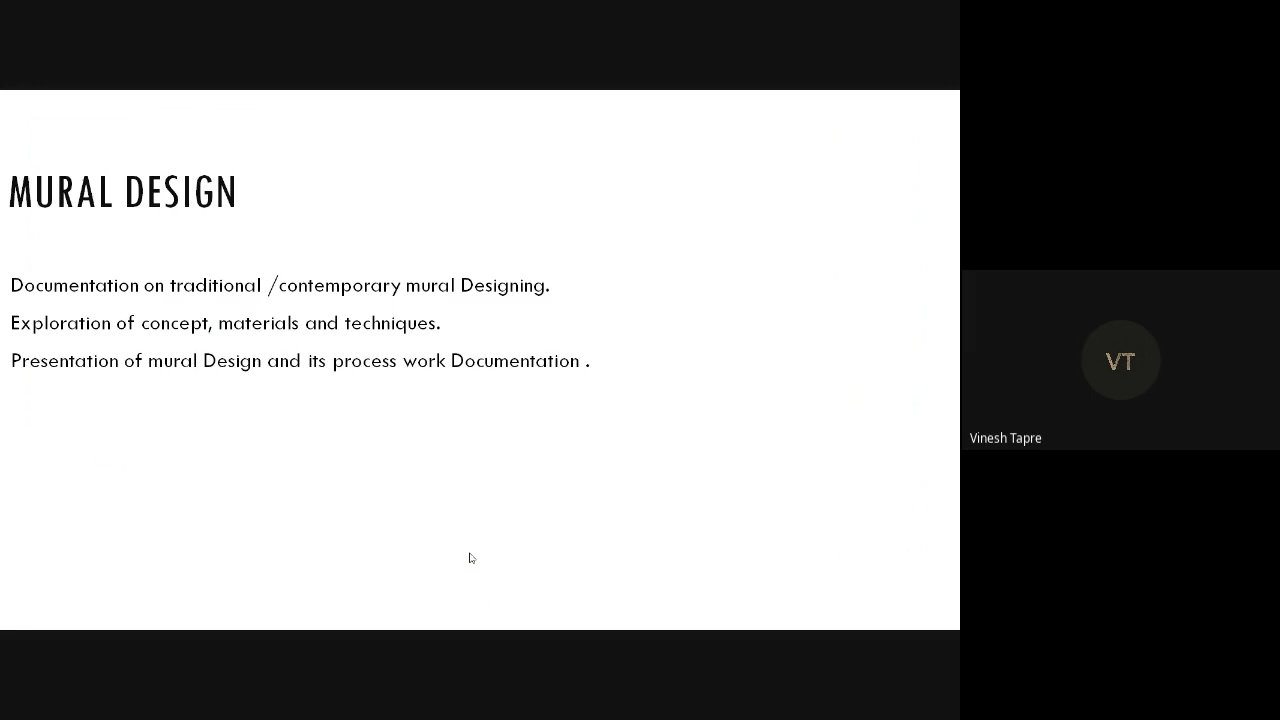 MURAL DESIGN
Documentation on traditional /contemporary mural Designing.
Exploration of concept, materials and techniques.
Presentation of mural Design and its process work Documentation .
VT
Vinesh Tapre